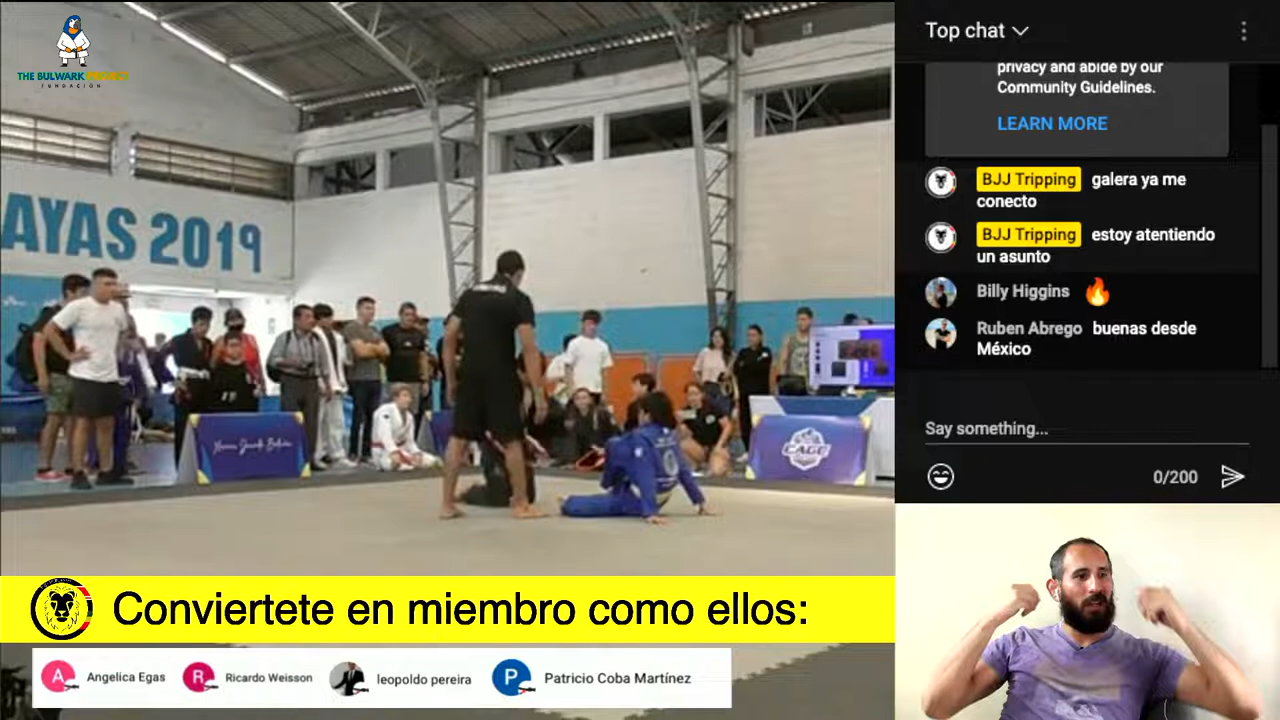 THE BULWARK PROJECT
FUNDACIÓN
AYAS 2019
CAGE
Conviertete en miembro como ellos:
A Angelica Egas
R Ricardo Weisson
leopoldo pereira
P Patricio Coba Martínez
Top chat
privacy and abide by our
Community Guidelines.
LEARN MORE
BJJ Tripping galera ya me
conecto
BJJ Tripping estoy atentiendo
un asunto
Billy Higgins
Ruben Abrego buenas desde
México
Say something...
0/200